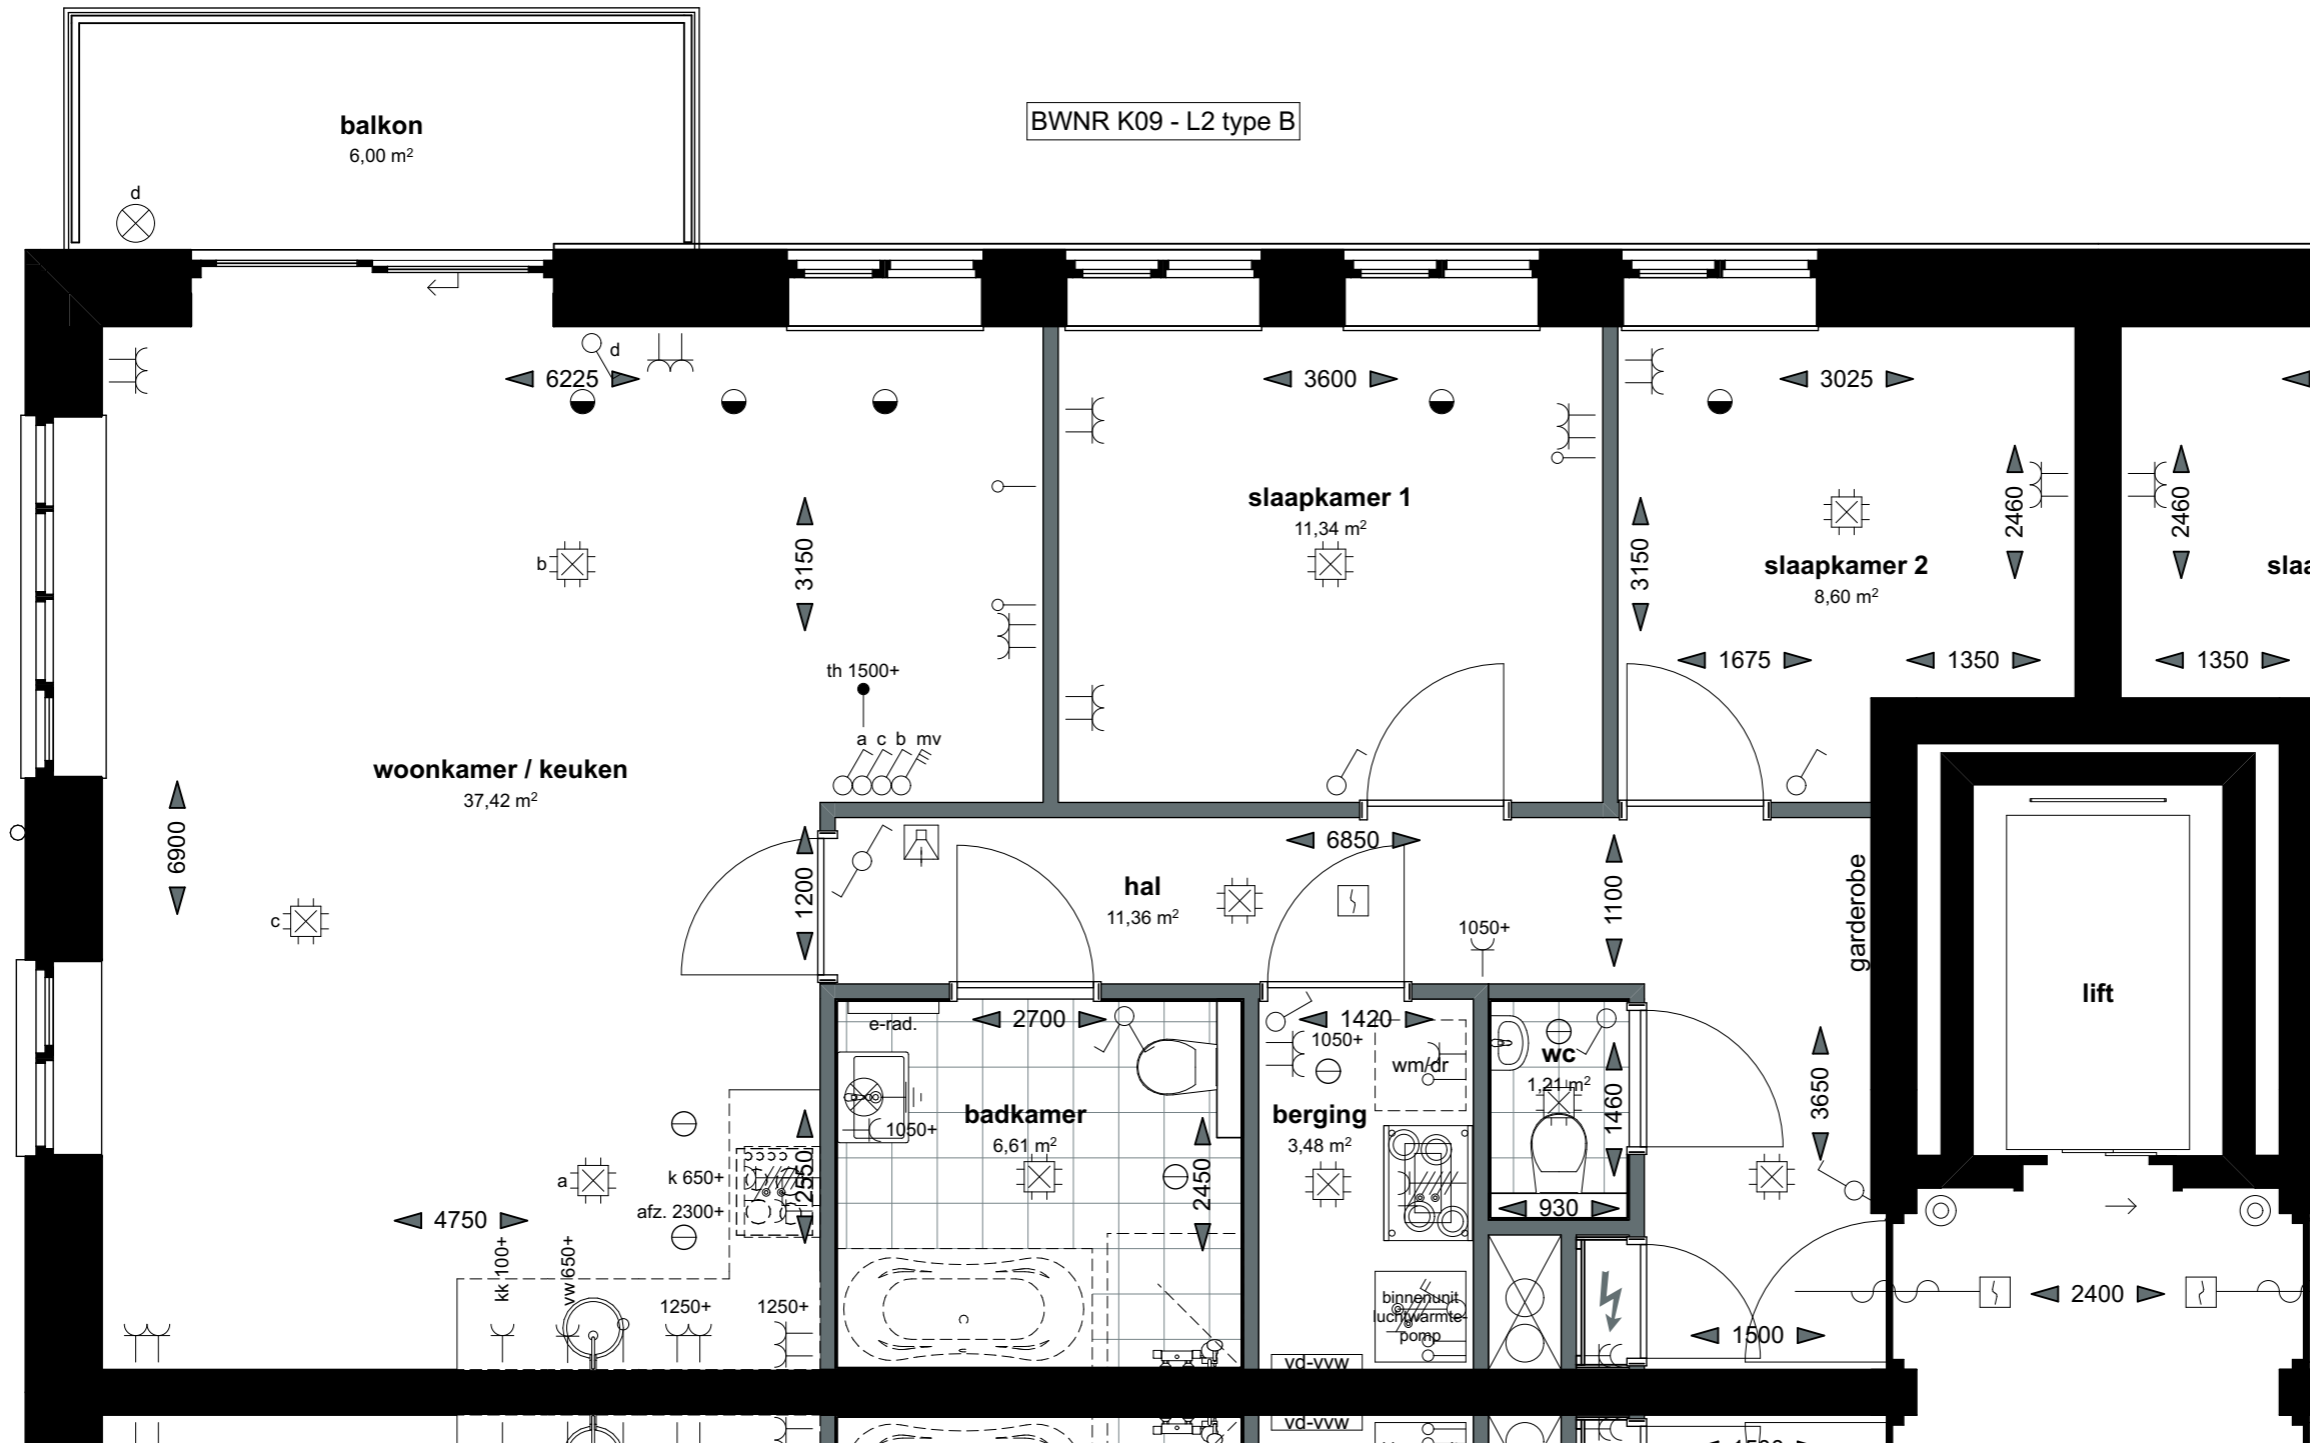 balkon
6,00 m²
BWNR K09 - L2 type B
d
d
6225
3600
3025
2460
2460
b
3150
slaapkamer 1
11,34 m²
3150
slaapkamer 2
8,60 m²
slaa
1675
1350
1350
th 1500+
a c b mv
woonkamer / keuken
37,42 m²
6900
c
1200
6850
hal
11,36 m²
1050+
1100
garderobe
lift
e-rad.
2700
1420
1050+
wm/dr
wc
1,21 m²
1460
3650
1050+
badkamer
6,61 m²
2450
berging
3,48 m²
a
k 650+
afz. 2300+
2550
4750
930
kk 100+
vw 650+
1250+
1250+
binnenunit
luchtwarmte-
pomp
vd-vvw
1500
2400
vd-vvw